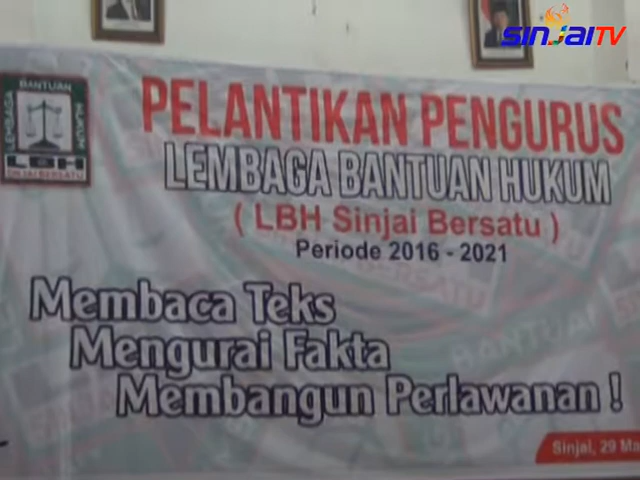 SINJAITV
PELANTIKAN PENGURUS
LEMBAGA BANTUAN HUKUM
( LBH Sinjai Bersatu )
Periode 2016 - 2021
BANTUAN
LEMBAGA
HUKUM
LBH
SINJAI BERSATU
Membaca Teks
Mengurai Fakta
Membangun Perlawanan !
Sinjai, 29